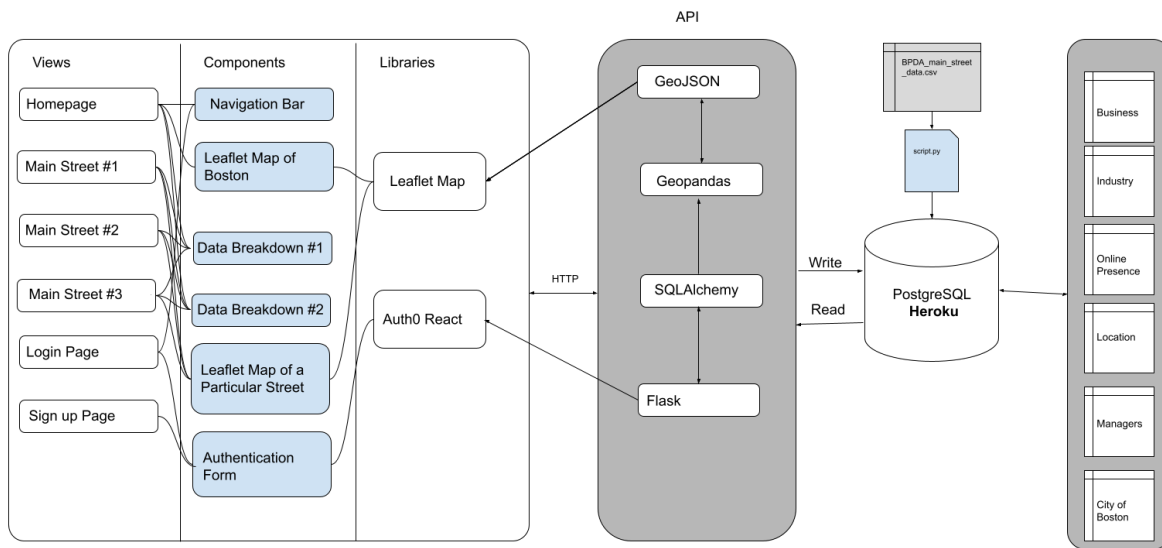 API
Views
Components
Libraries
Homepage
Main Street #1
Main Street #2
Main Street #3
Login Page
Sign up Page
Navigation Bar
Leaflet Map of
Boston
Data Breakdown #1
Data Breakdown #2
Leaflet Map of a
Particular Street
Authentication
Form
Leaflet Map
Auth0 React
HTTP
GeoJSON
Geopandas
SQLAlchemy
Flask
Write
Read
BPDA_main_street
_data.csv
script.py
PostgreSQL
Heroku
Business
Industry
Online
Presence
Location
Managers
City of
Boston